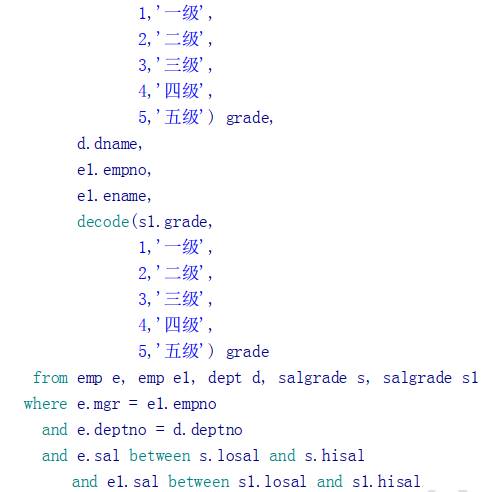 1,'一级',
2,'二级',
3,'三级',
4,'四级',
5,'五级') grade,
d.dname,
e1.empno,
e1.ename,
decode(s1.grade,
1,'一级',
2,'二级',
3,'三级',
4,'四级',
5,'五级') grade
from emp e, emp e1, dept d, salgrade s, salgrade s1
where e.mgr = e1.empno
and e.deptno = d.deptno
and e.sal between s.losal and s.hisal
and e1.sal between s1.losal and s1.hisal